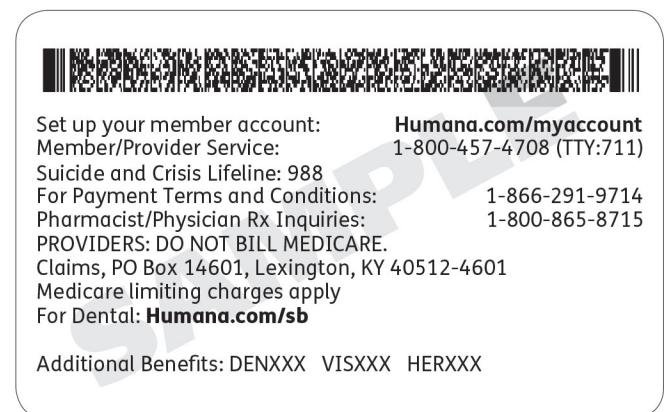 Set up your member account: Humana.com/myaccount
Member/Provider Service: 1-800-457-4708 (TTY:711)
Suicide and Crisis Lifeline: 988
For Payment Terms and Conditions: 1-866-291-9714
Pharmacist/Physician Rx Inquiries: 1-800-865-8715
PROVIDERS: DO NOT BILL MEDICARE.
Claims, PO Box 14601, Lexington, KY 40512-4601
Medicare limiting charges apply
For Dental: Humana.com/sb
Additional Benefits: DENXXX VISXXX HERXXX
SAMPLE